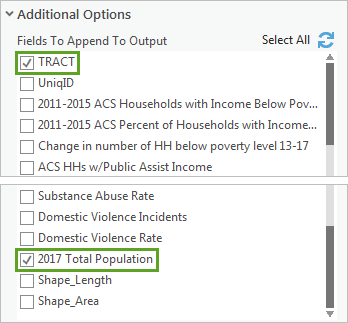 Additional Options
Fields To Append To Output Select All
TRACT
UniqID
2011-2015 ACS Households with Income Below Pov...
2011-2015 ACS Percent of Households with Income...
Change in number of HH below poverty level 13-17
ACS HHs w/Public Assist Income
Substance Abuse Rate
Domestic Violence Incidents
Domestic Violence Rate
2017 Total Population
Shape_Length
Shape_Area